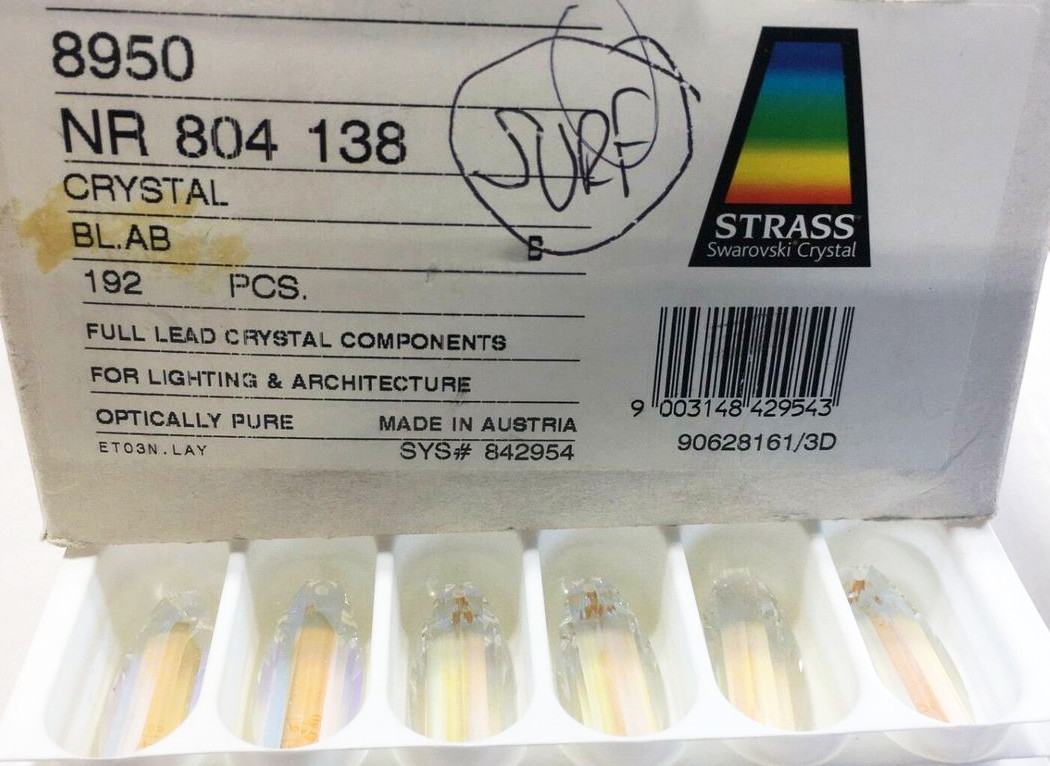 8950
NR 804 138
CRYSTAL
BL.AB
192 PCS.
FULL LEAD CRYSTAL COMPONENTS
FOR LIGHTING & ARCHITECTURE
OPTICALLY PURE MADE IN AUSTRIA
ET03N.LAY SYS# 842954
SURF
STRASS
Swarovski Crystal
9 003148 429543
90628161/3D